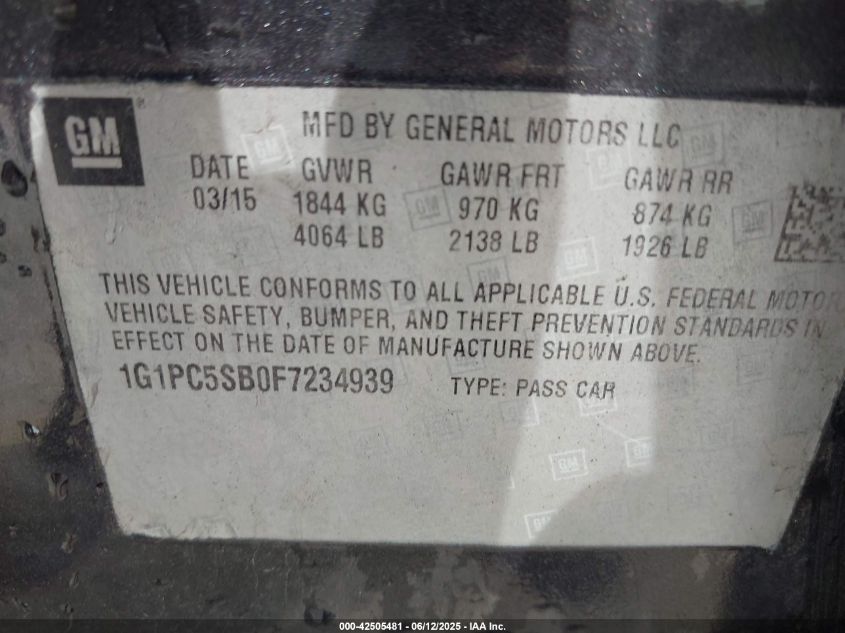 GM ®
MFD BY GENERAL MOTORS LLC
DATE GVWR GAWR FRT GAWR RR
03/15 1844 KG 970 KG 874 KG
4064 LB 2138 LB 1926 LB
THIS VEHICLE CONFORMS TO ALL APPLICABLE U.S. FEDERAL MOTOR
VEHICLE SAFETY, BUMPER, AND THEFT PREVENTION STANDARDS IN
EFFECT ON THE DATE OF MANUFACTURE SHOWN ABOVE.
1G1PC5SB0F7234939 TYPE: PASS CAR
000-42505481 - 06/12/2025 - IAA Inc.